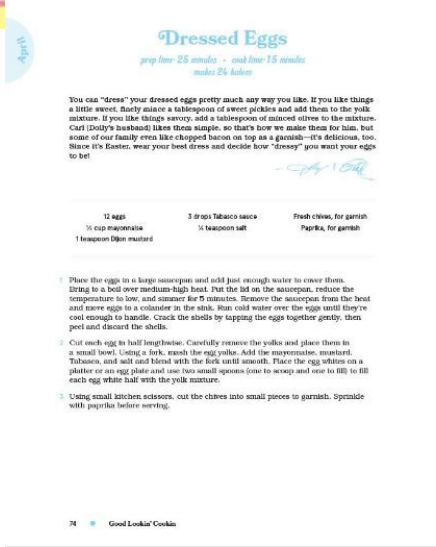 April
Dressed Eggs
prep time-25 minutes • cook time-15 minutes
makes 24 halves
You can “dress” your dressed eggs pretty much any way you like. If you like things
a little sweet, finely mince a tablespoon of sweet pickles and add them to the yolk
mixture. If you like things savory, add a tablespoon of minced olives to the mixture.
Carl (Dolly’s husband) likes them simple, so that’s how we make them for him, but
some of our family even like chopped bacon on top as a garnish—it’s delicious, too.
Since it’s Easter, wear your best dress and decide how “dressy” you want your eggs
to be!
12 eggs
mayonnaise
1 teaspoon Dijon mustard
3 drops Tabasco sauce
¼ teaspoon salt
Fresh chives, for garnish
Paprika, for garnish
1 Place the eggs in a large saucepan and add just enough water to cover them.
Bring to a boil over medium-high heat. Put the lid on the saucepan, reduce the
temperature to low, and simmer for 5 minutes. Remove the saucepan from the heat
and move eggs to a colander in the sink. Run cold water over the eggs until they’re
cool enough to handle. Crack the shells by tapping the eggs together gently, then
peel and discard the shells.
2 Cut each egg in half lengthwise. Carefully remove the yolks and place them in
a small bowl. Using a fork, mash the egg yolks. Add the mayonnaise, mustard,
Tabasco, and salt and blend with the fork until smooth. Place the egg whites on a
platter or an egg plate and use two small spoons (one to scoop and one to fill) to fill
each egg white half with the yolk mixture.
3 Using small kitchen scissors, cut the chives into small pieces to garnish. Sprinkle
with paprika before serving.
74 Good Lookin’ Cookin